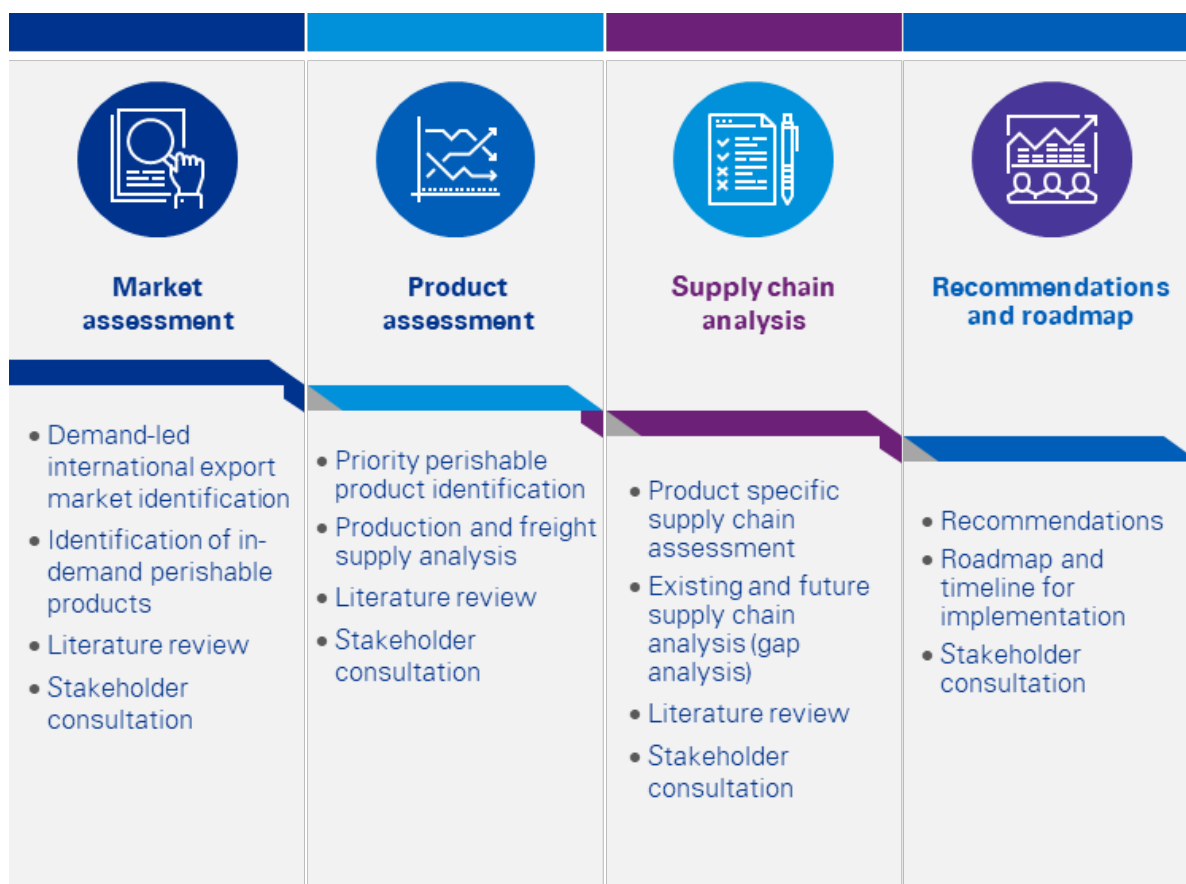 Market
assessment
• Demand-led
international export
market identification
• Identification of in-
demand perishable
products
• Literature review
• Stakeholder
consultation
Product
assessment
• Priority perishable
product identification
• Production and freight
supply analysis
• Literature review
• Stakeholder
consultation
Supply chain
analysis
• Product specific
supply chain
assessment
• Existing and future
supply chain
analysis (gap
analysis)
• Literature review
• Stakeholder
consultation
Recommendations
and roadmap
• Recommendations
• Roadmap and
timeline for
implementation
• Stakeholder
consultation